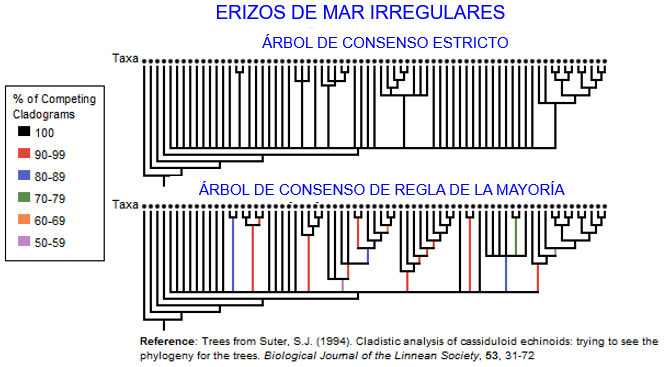 ERIZOS DE MAR IRREGULARES
ÁRBOL DE CONSENSO ESTRICTO
Taxa
% of Competing
Cladograms
100
90-99
80-89
70-79
60-69
50-59
ÁRBOL DE CONSENSO DE REGLA DE LA MAYORÍA
Taxa
Reference: Trees from Suter, S.J. (1994). Cladistic analysis of cassiduloid echinoids: trying to see the
phylogeny for the trees. Biological Journal of the Linnean Society, 53, 31-72